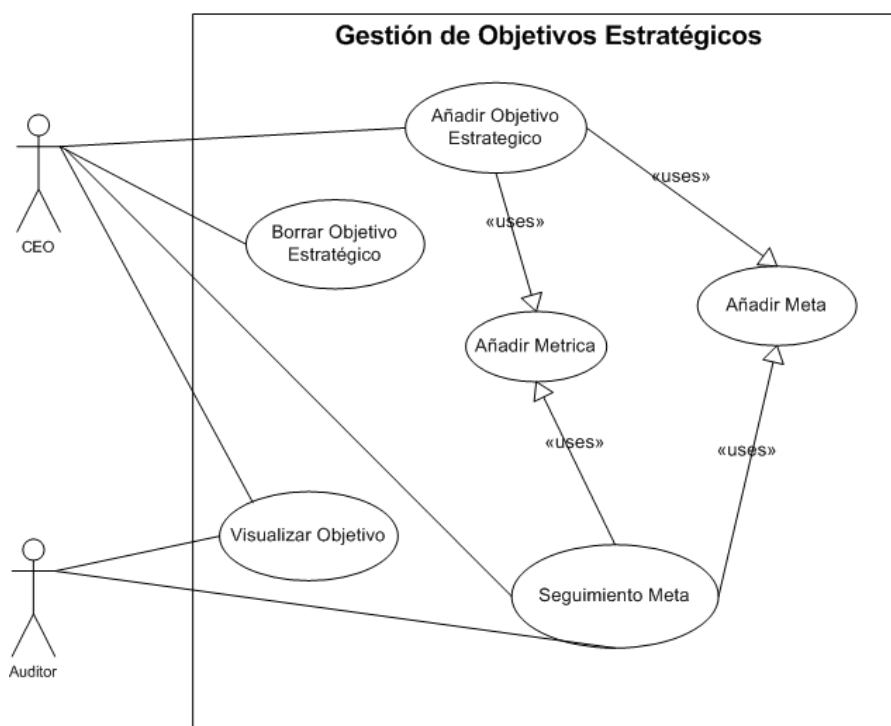 Gestión de Objetivos Estratégicos
Añadir Objetivo
Estrategico
«uses»
«uses»
CEO
Borrar Objetivo
Estratégico
Añadir Meta
Añadir Metrica
«uses»
«uses»
Visualizar Objetivo
Seguimiento Meta
Auditor